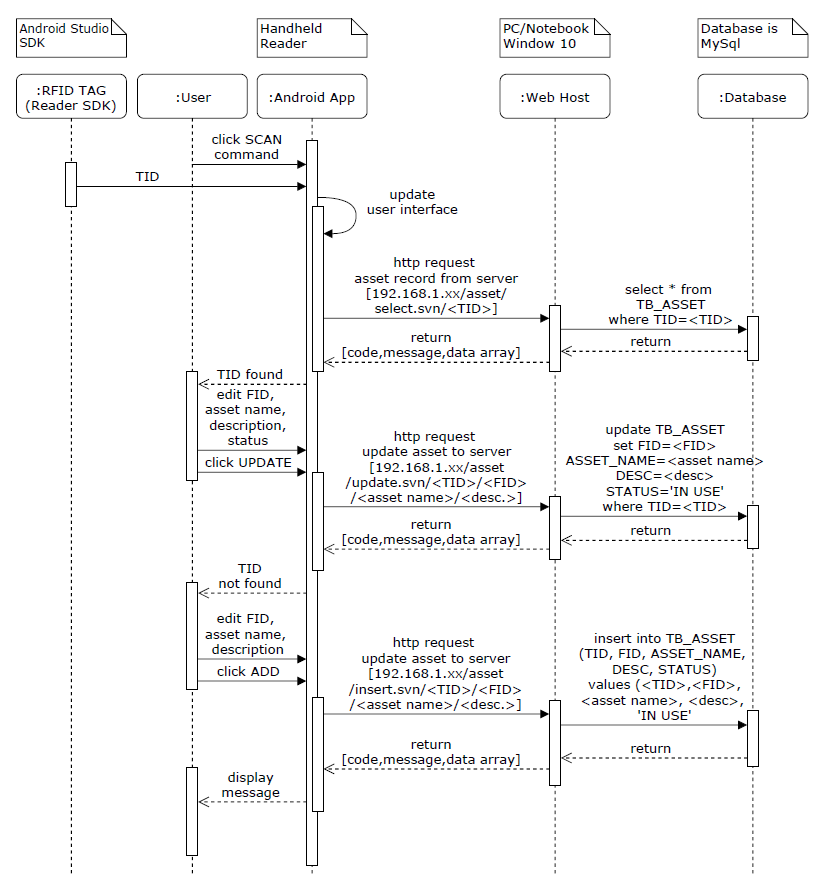 Android Studio
SDK
Handheld
Reader
PC/Notebook
Window 10
Database is
MySql
:RFID TAG
(Reader SDK)
:User
:Android App
:Web Host
:Database
click SCAN
command
TID
update
user interface
http request
asset record from server
[192.168.1.xx/asset/
select.svn/<TID>]
select * from
TB_ASSET
where TID=<TID>
return
[code,message,data array]
return
TID found
edit FID,
asset name,
description,
status
click UPDATE
http request
update asset to server
[192.168.1.xx/asset
/update.svn/<TID>/<FID>
/<asset name>/<desc.>]
update TB_ASSET
set FID=<FID>
ASSET_NAME=<asset name>
DESC=<desc>
STATUS='IN USE'
where TID=<TID>
return
[code,message,data array]
return
TID
not found
edit FID,
asset name,
description
click ADD
http request
update asset to server
[192.168.1.xx/asset
/insert.svn/<TID>/<FID>
/<asset name>/<desc.>]
insert into TB_ASSET
(TID, FID, ASSET_NAME,
DESC, STATUS)
values (<TID>,<FID>,
<asset name>, <desc>,
'IN USE'
return
[code,message,data array]
return
display
message